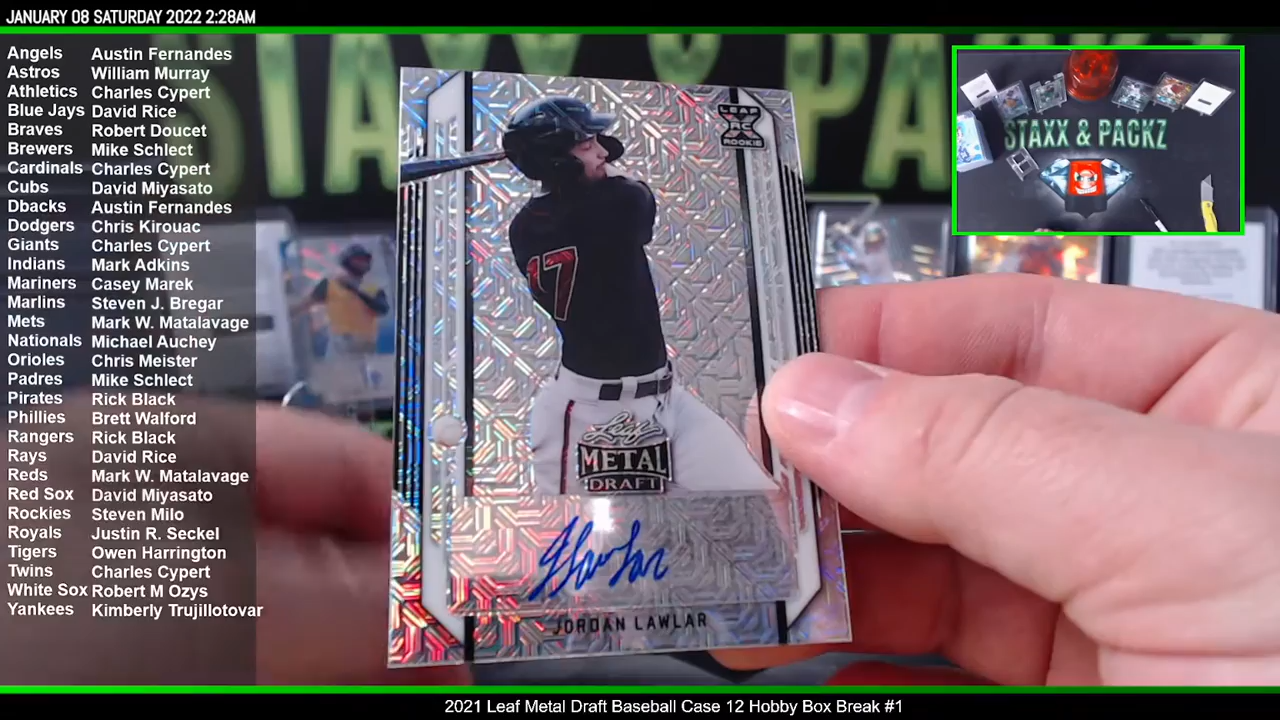 JANUARY 08 SATURDAY 2022 2:28AM
Angels Austin Fernandes
Astros William Murray
Athletics Charles Cypert
Blue Jays David Rice
Braves Robert Doucet
Brewers Mike Schlect
Cardinals Charles Cypert
Cubs David Miyasato
Dbacks Austin Fernandes
Dodgers Chris Kirouac
Giants Charles Cypert
Indians Mark Adkins
Mariners Casey Marek
Marlins Steven J. Bregar
Mets Mark W. Matalavage
Nationals Michael Auchey
Orioles Chris Meister
Padres Mike Schlect
Pirates Rick Black
Phillies Brett Walford
Rangers Rick Black
Rays David Rice
Reds Mark W. Matalavage
Red Sox David Miyasato
Rockies Steven Milo
Royals Justin R. Seckel
Tigers Owen Harrington
Twins Charles Cypert
White Sox Robert M Ozys
Yankees Kimberly Trujillotovar
STAXX & PACKZ
LEAF
RC
ROOKIE
17
Leaf
METAL
DRAFT
JLawlar
JORDAN LAWLAR
STAXX & PACKZ
2021 Leaf Metal Draft Baseball Case 12 Hobby Box Break #1